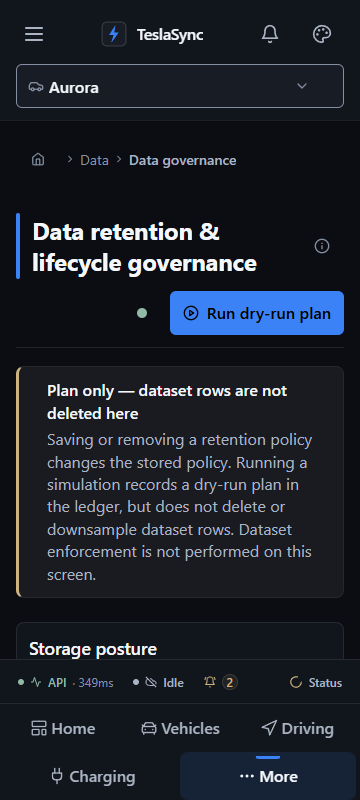 TeslaSync
Aurora
Data
Data governance
Data retention &
lifecycle governance
Run dry-run plan
Plan only — dataset rows are not
deleted here
Saving or removing a retention policy
changes the stored policy. Running a
simulation records a dry-run plan in
the ledger, but does not delete or
downsample dataset rows. Dataset
enforcement is not performed on this
screen.
Storage posture
API · 349ms
Idle
2
Status
Home
Vehicles
Driving
Charging
More